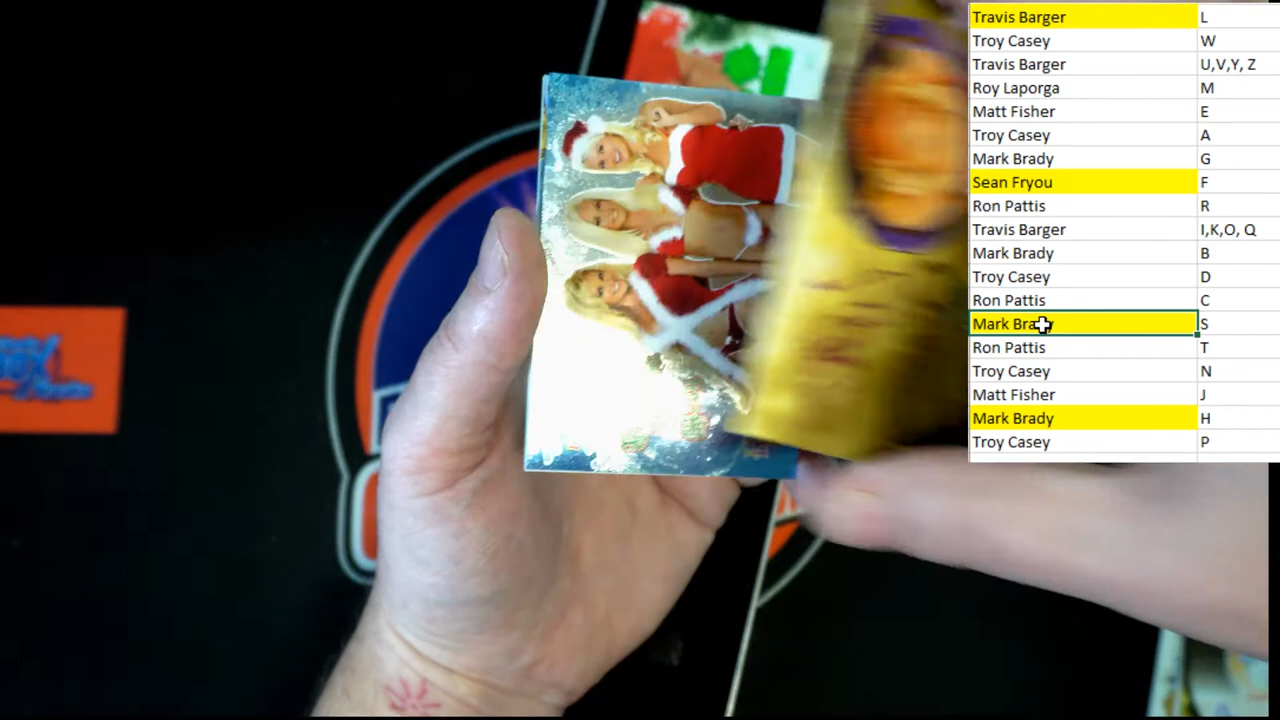 Travis Barger L
Troy Casey W
Travis Barger U,V,Y, Z
Roy Laporga M
Matt Fisher E
Troy Casey A
Mark Brady G
Sean Fryou F
Ron Pattis R
Travis Barger I,K,O, Q
Mark Brady B
Troy Casey D
Ron Pattis C
Mark Brady S
Ron Pattis T
Troy Casey N
Matt Fisher J
Mark Brady H
Troy Casey P